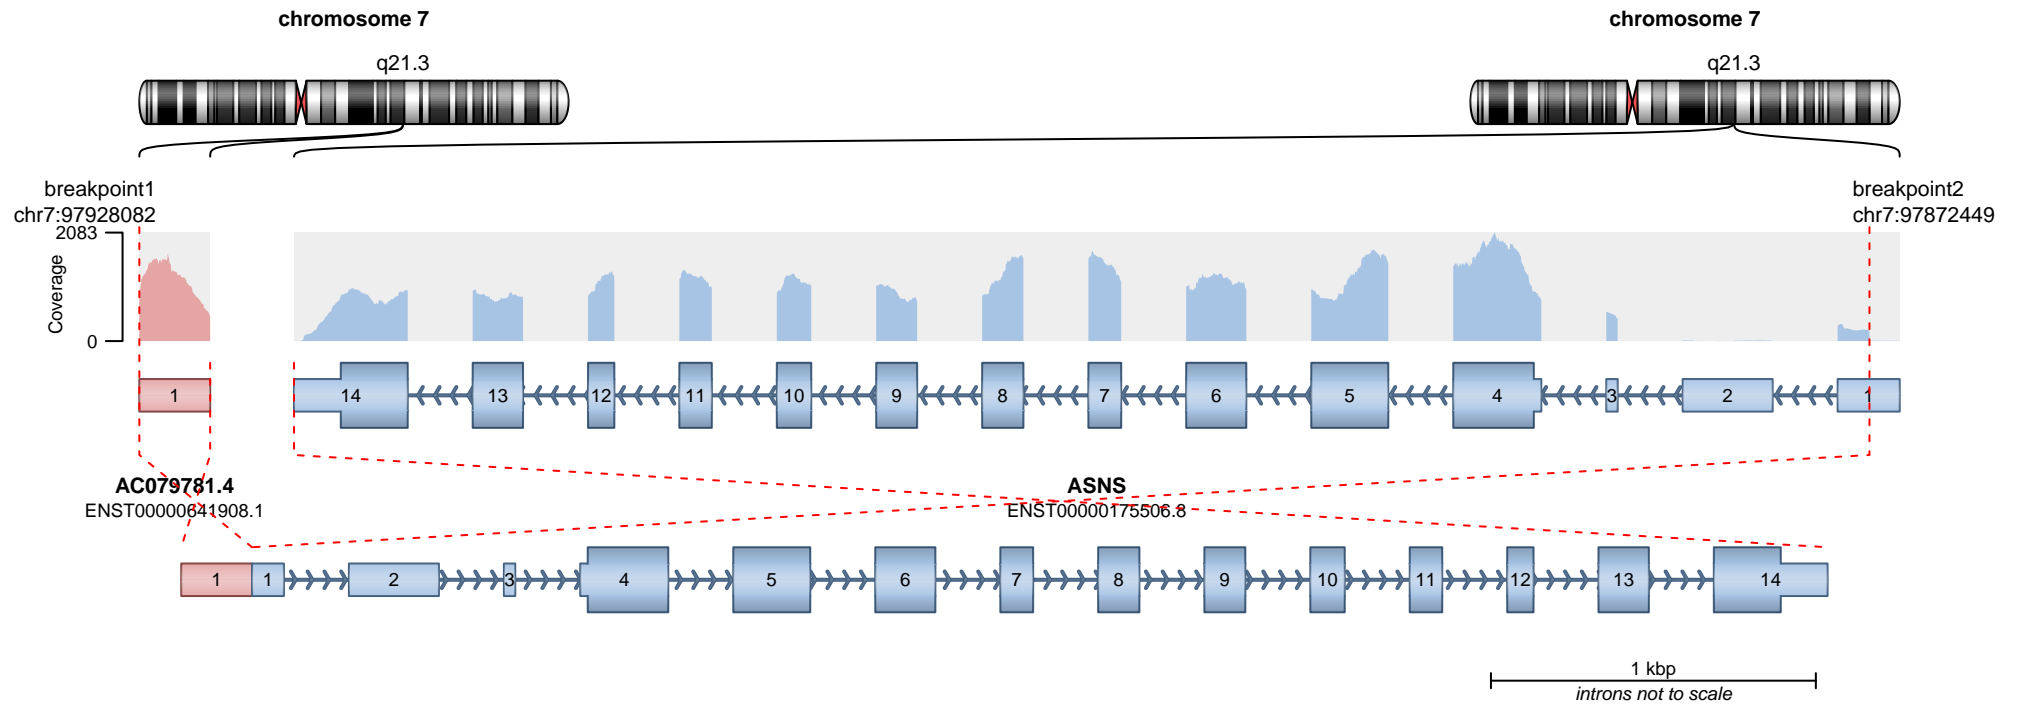 chromosome 7
chromosome 7
q21.3
q21.3
breakpoint1
chr7:97928082
breakpoint2
chr7:97872449
2083
Coverage
0
1
14
13
12
11
10
9
8
7
6
5
4
3
2
1
AC079781.4
ENST00000641908.1
ASNS
ENST00000175506.8
1
1
2
3
4
5
6
7
8
9
10
11
12
13
14
1 kbp
introns not to scale